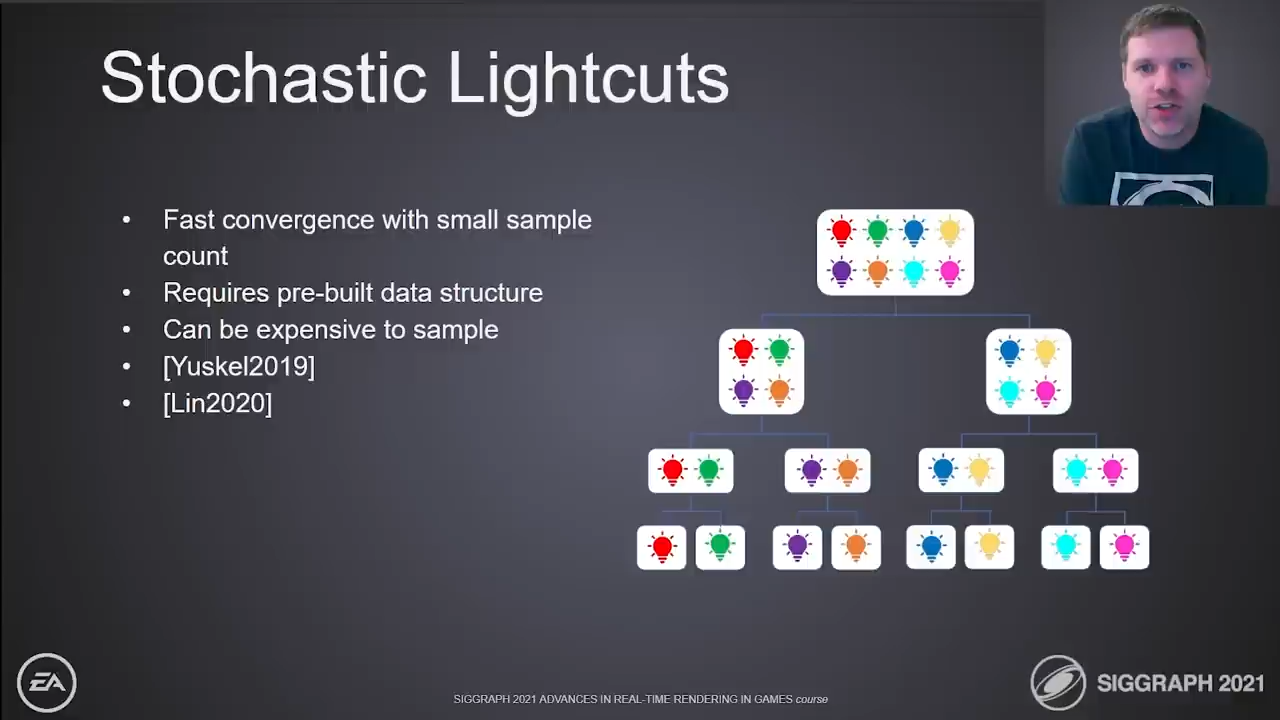 Stochastic Lightcuts
• Fast convergence with small sample
count
• Requires pre-built data structure
• Can be expensive to sample
• [Yuskel2019]
• [Lin2020]
EA
SIGGRAPH 2021 ADVANCES IN REAL-TIME RENDERING IN GAMES course
SIGGRAPH 2021